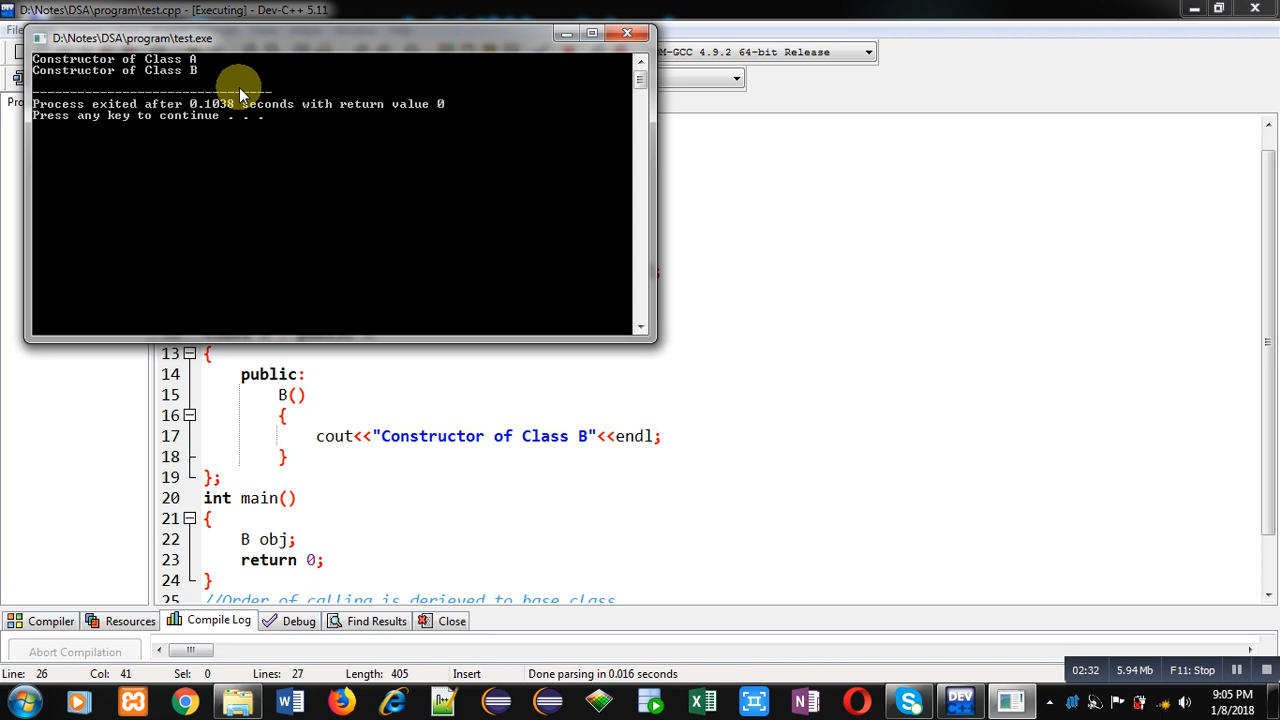 D:\Notes\DSA\program\test.cpp - [Executing] - Dev-C++ 5.11
D:\Notes\DSA\program\test.exe
M-GCC 4.9.2 64-bit Release
Constructor of Class A
Constructor of Class B
--------------------------------
Process exited after 0.1038 seconds with return value 0
Press any key to continue . . .
13 {
14 public:
15 B()
16 {
17 cout<<"Constructor of Class B"<<endl;
18 }
19 };
20 int main()
21 {
22 B obj;
23 return 0;
24 }
25 //Order of calling is derieved to base class
Compiler Resources Compile Log Debug Find Results Close
Abort Compilation
Line: 26 Col: 41 Sel: 0 Lines: 27 Length: 405 Insert Done parsing in 0.016 seconds
02:32 5.94 Mb F11: Stop
9:05 PM
1/8/2018